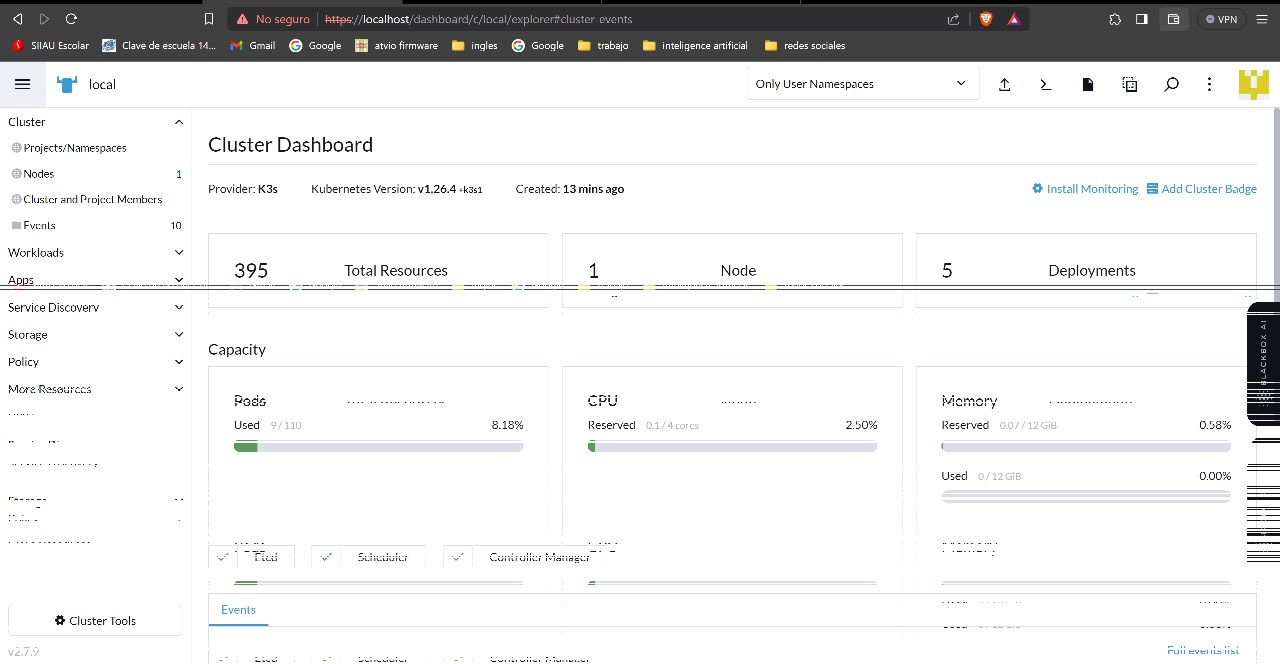 No seguro https://localhost/dashboard/c/local/explorer#cluster-events VPN
SIIAU Escolar Clave de escuela 14... Gmail Google atvio firmware ingles Google trabajo inteligence artificial redes sociales
local Only User Namespaces
Cluster
Projects/Namespaces
Nodes 1
Cluster and Project Members
Events 10
Workloads
Apps
Service Discovery
Storage
Policy
More Resources
Cluster Tools
v2.7.9
Cluster Dashboard
Provider: K3s Kubernetes Version: v1.26.4 +k3s1 Created: 13 mins ago Install Monitoring Add Cluster Badge
395 Total Resources 1 Node 5 Deployments
Capacity
Pods CPU Memory
Used 9 / 110 8.18% Reserved 0.1 / 4 cores 2.50% Reserved 0.07 / 12 GiB 0.58%
Used 0 / 12 GiB 0.00%
Etcd Scheduler Controller Manager
Events
Full events list
Etcd Scheduler Controller Manager
BLACKBOX AI